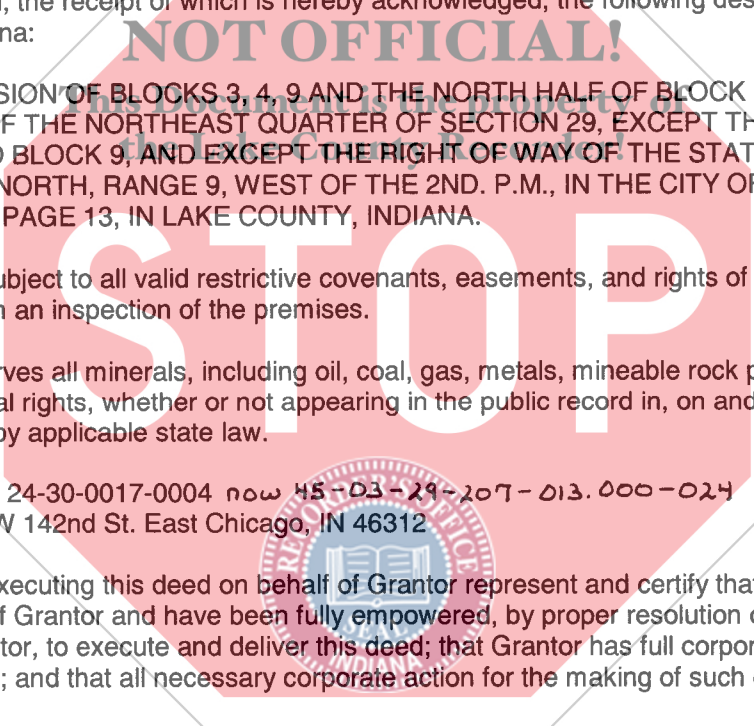 , the receipt of which is hereby acknowledged, the following des
na:
NOT OFFICIAL!
SION OF BLOCKS 3, 4, 9 AND THE NORTH HALF OF BLOCK
This Document is the property of
F THE NORTHEAST QUARTER OF SECTION 29, EXCEPT TH
the Lake County Recorder!
BLOCK 9, AND EXCEPT THE RIGHT OF WAY OF THE STAT
NORTH, RANGE 9, WEST OF THE 2ND. P.M., IN THE CITY OF
PAGE 13, IN LAKE COUNTY, INDIANA.
STOP
ubject to all valid restrictive covenants, easements, and rights of
n an inspection of the premises.
rves all minerals, including oil, coal, gas, metals, mineable rock p
al rights, whether or not appearing in the public record in, on and
by applicable state law.
24-30-0017-0004 now 45-03-29-207-013.000-024
W 142nd St. East Chicago, IN 46312
RECORDER'S OFFICE
SEAL
INDIANA
xecuting this deed on behalf of Grantor represent and certify that
f Grantor and have been fully empowered, by proper resolution o
tor, to execute and deliver this deed; that Grantor has full corpor
; and that all necessary corporate action for the making of such